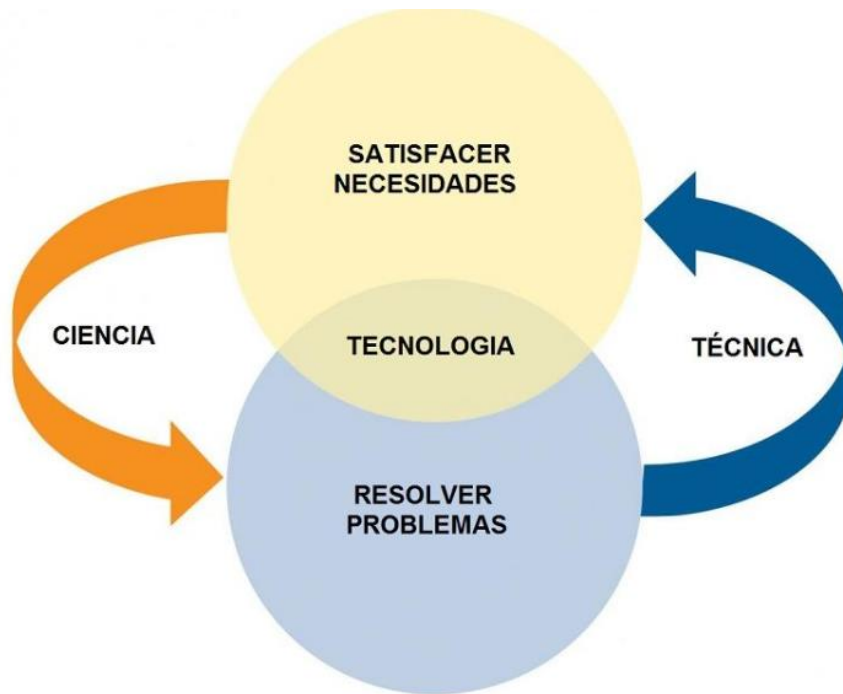 SATISFACER
NECESIDADES
CIENCIA
TECNOLOGIA
TÉCNICA
RESOLVER
PROBLEMAS